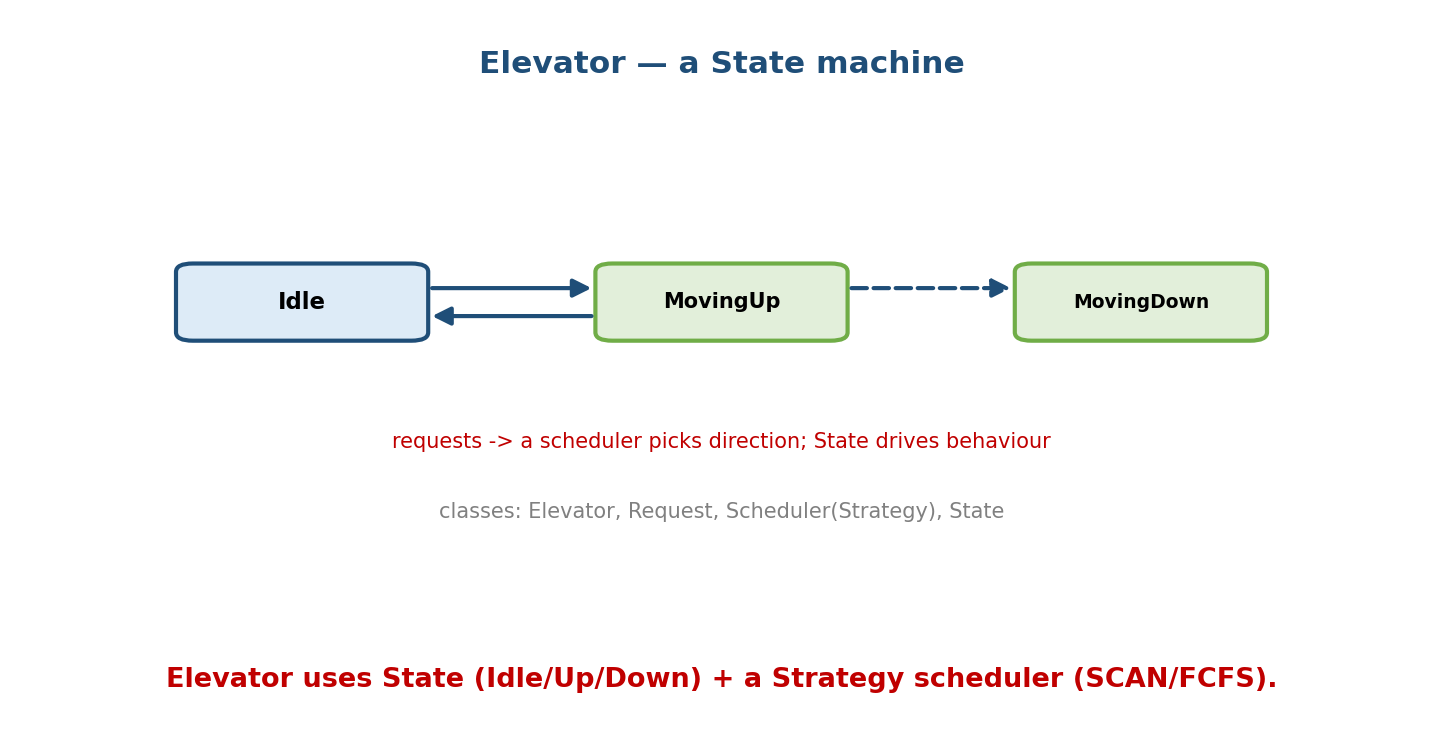 Elevator — a State machine
Idle
MovingUp
MovingDown
requests -> a scheduler picks direction; State drives behaviour
classes: Elevator, Request, Scheduler(Strategy), State
Elevator uses State (Idle/Up/Down) + a Strategy scheduler (SCAN/FCFS).